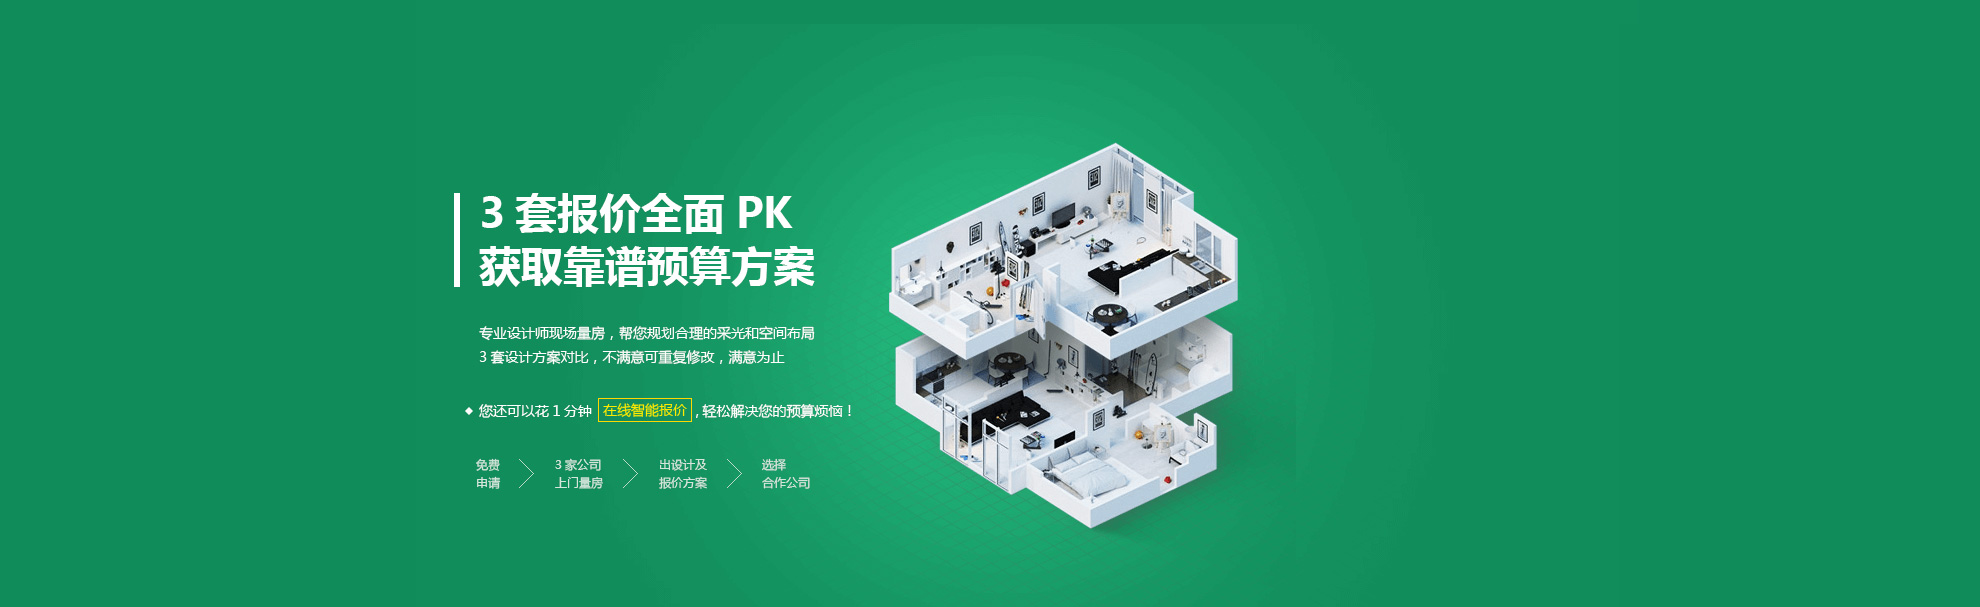 3 套报价全面 PK
获取靠谱预算方案
专业设计师现场量房，帮您规划合理的采光和空间布局
3 套设计方案对比，不满意可重复修改，满意为止
您还可以花 1 分钟 在线智能报价 , 轻松解决您的预算烦恼！
免费 3 家公司 出设计及 选择
申请 上门量房 报价方案 合作公司